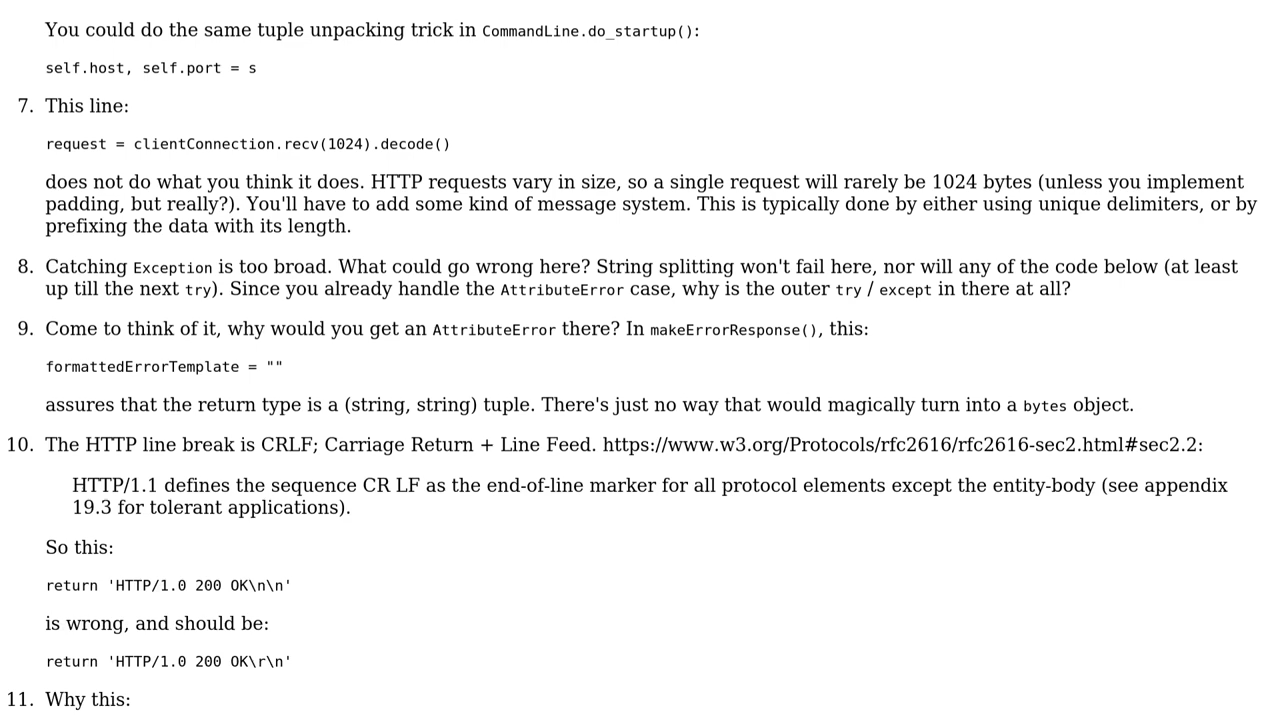 You could do the same tuple unpacking trick in CommandLine.do_startup():
self.host, self.port = s
7. This line:
request = clientConnection.recv(1024).decode()
does not do what you think it does. HTTP requests vary in size, so a single request will rarely be 1024 bytes (unless you implement
padding, but really?). You'll have to add some kind of message system. This is typically done by either using unique delimiters, or by
prefixing the data with its length.
8. Catching Exception is too broad. What could go wrong here? String splitting won't fail here, nor will any of the code below (at least
up till the next try). Since you already handle the AttributeError case, why is the outer try / except in there at all?
9. Come to think of it, why would you get an AttributeError there? In makeErrorResponse(), this:
formattedErrorTemplate = ""
assures that the return type is a (string, string) tuple. There's just no way that would magically turn into a bytes object.
10. The HTTP line break is CRLF; Carriage Return + Line Feed. https://www.w3.org/Protocols/rfc2616/rfc2616-sec2.html#sec2.2:
HTTP/1.1 defines the sequence CR LF as the end-of-line marker for all protocol elements except the entity-body (see appendix
19.3 for tolerant applications).
So this:
return 'HTTP/1.0 200 OK\n\n'
is wrong, and should be:
return 'HTTP/1.0 200 OK\r\n'
11. Why this: